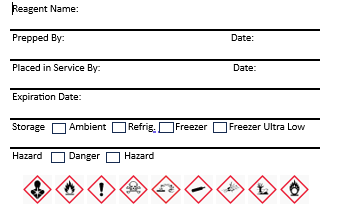 Reagent Name:
Prepped By: Date:
Placed in Service By: Date:
Expiration Date:
Storage Ambient Refrig. Freezer Freezer Ultra Low
Hazard Danger Hazard